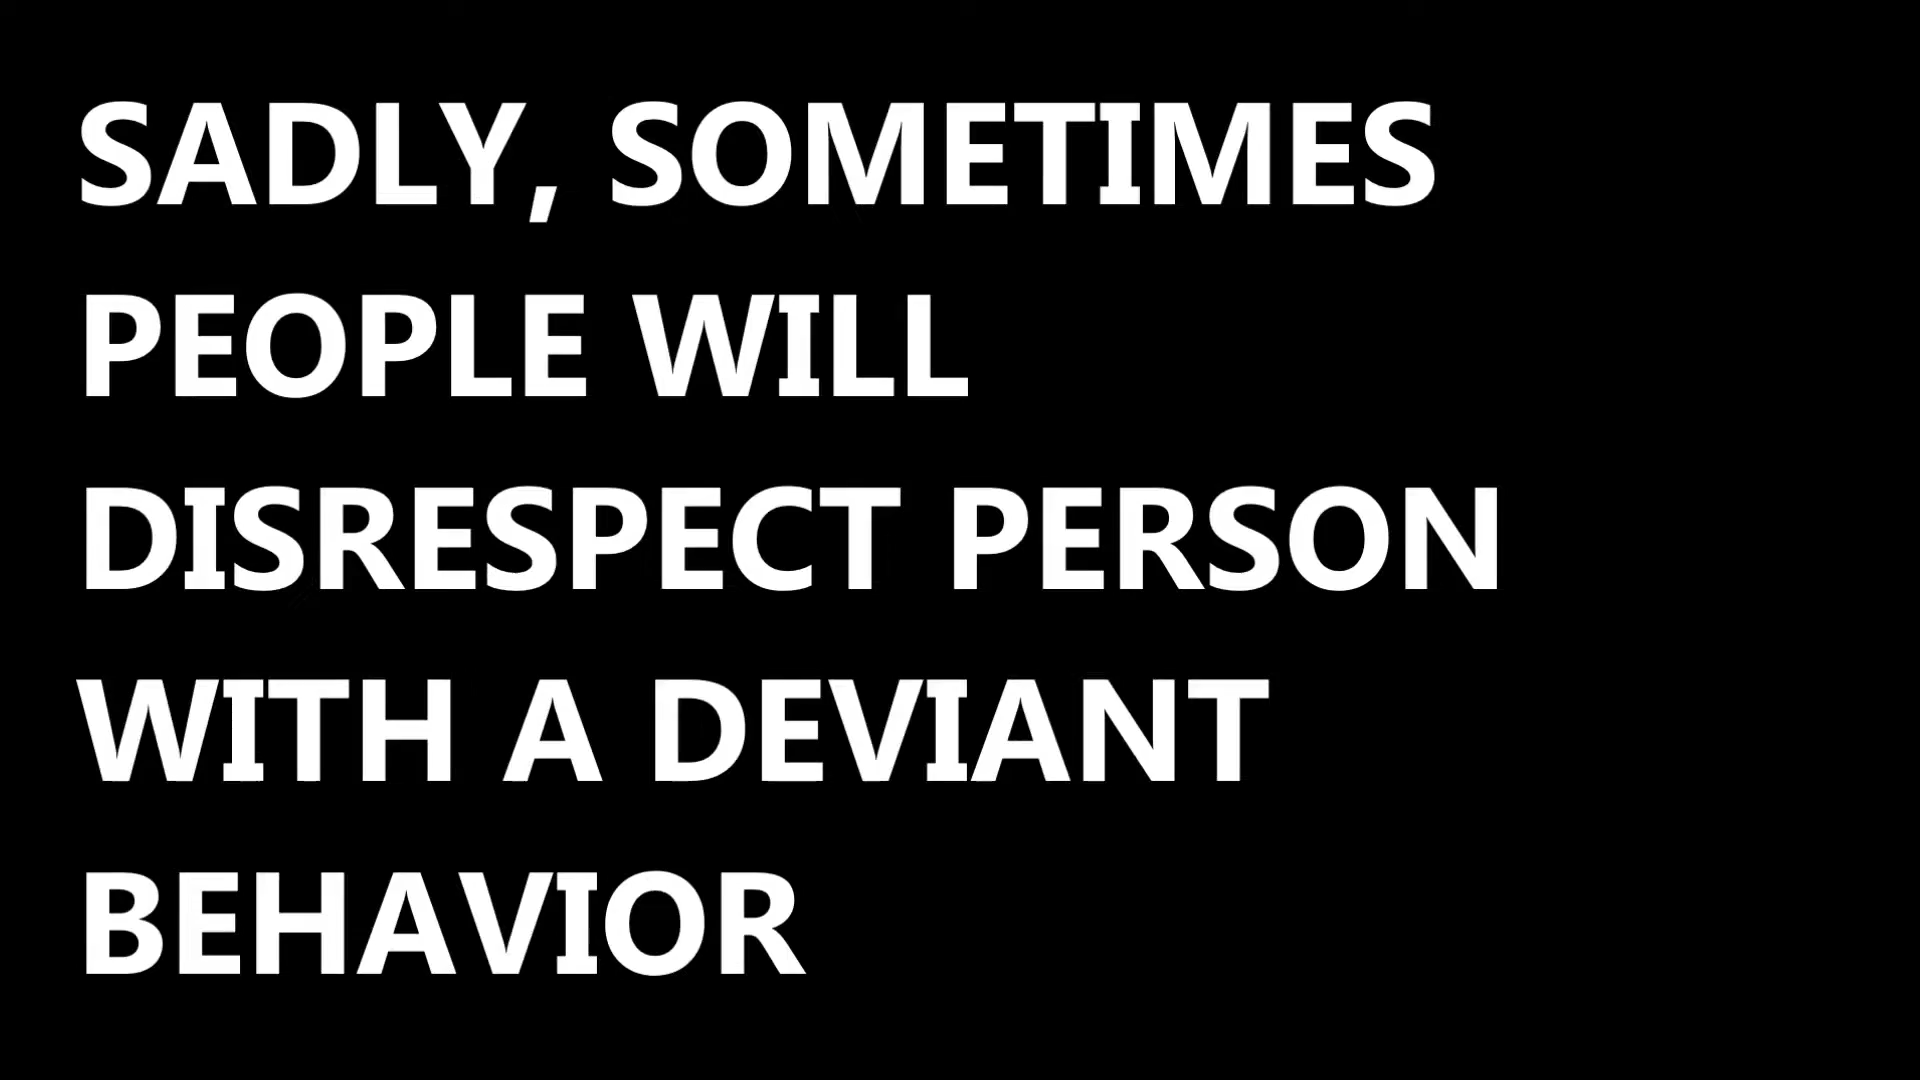 SADLY, SOMETIMES
PEOPLE WILL
DISRESPECT PERSON
WITH A DEVIANT
BEHAVIOR